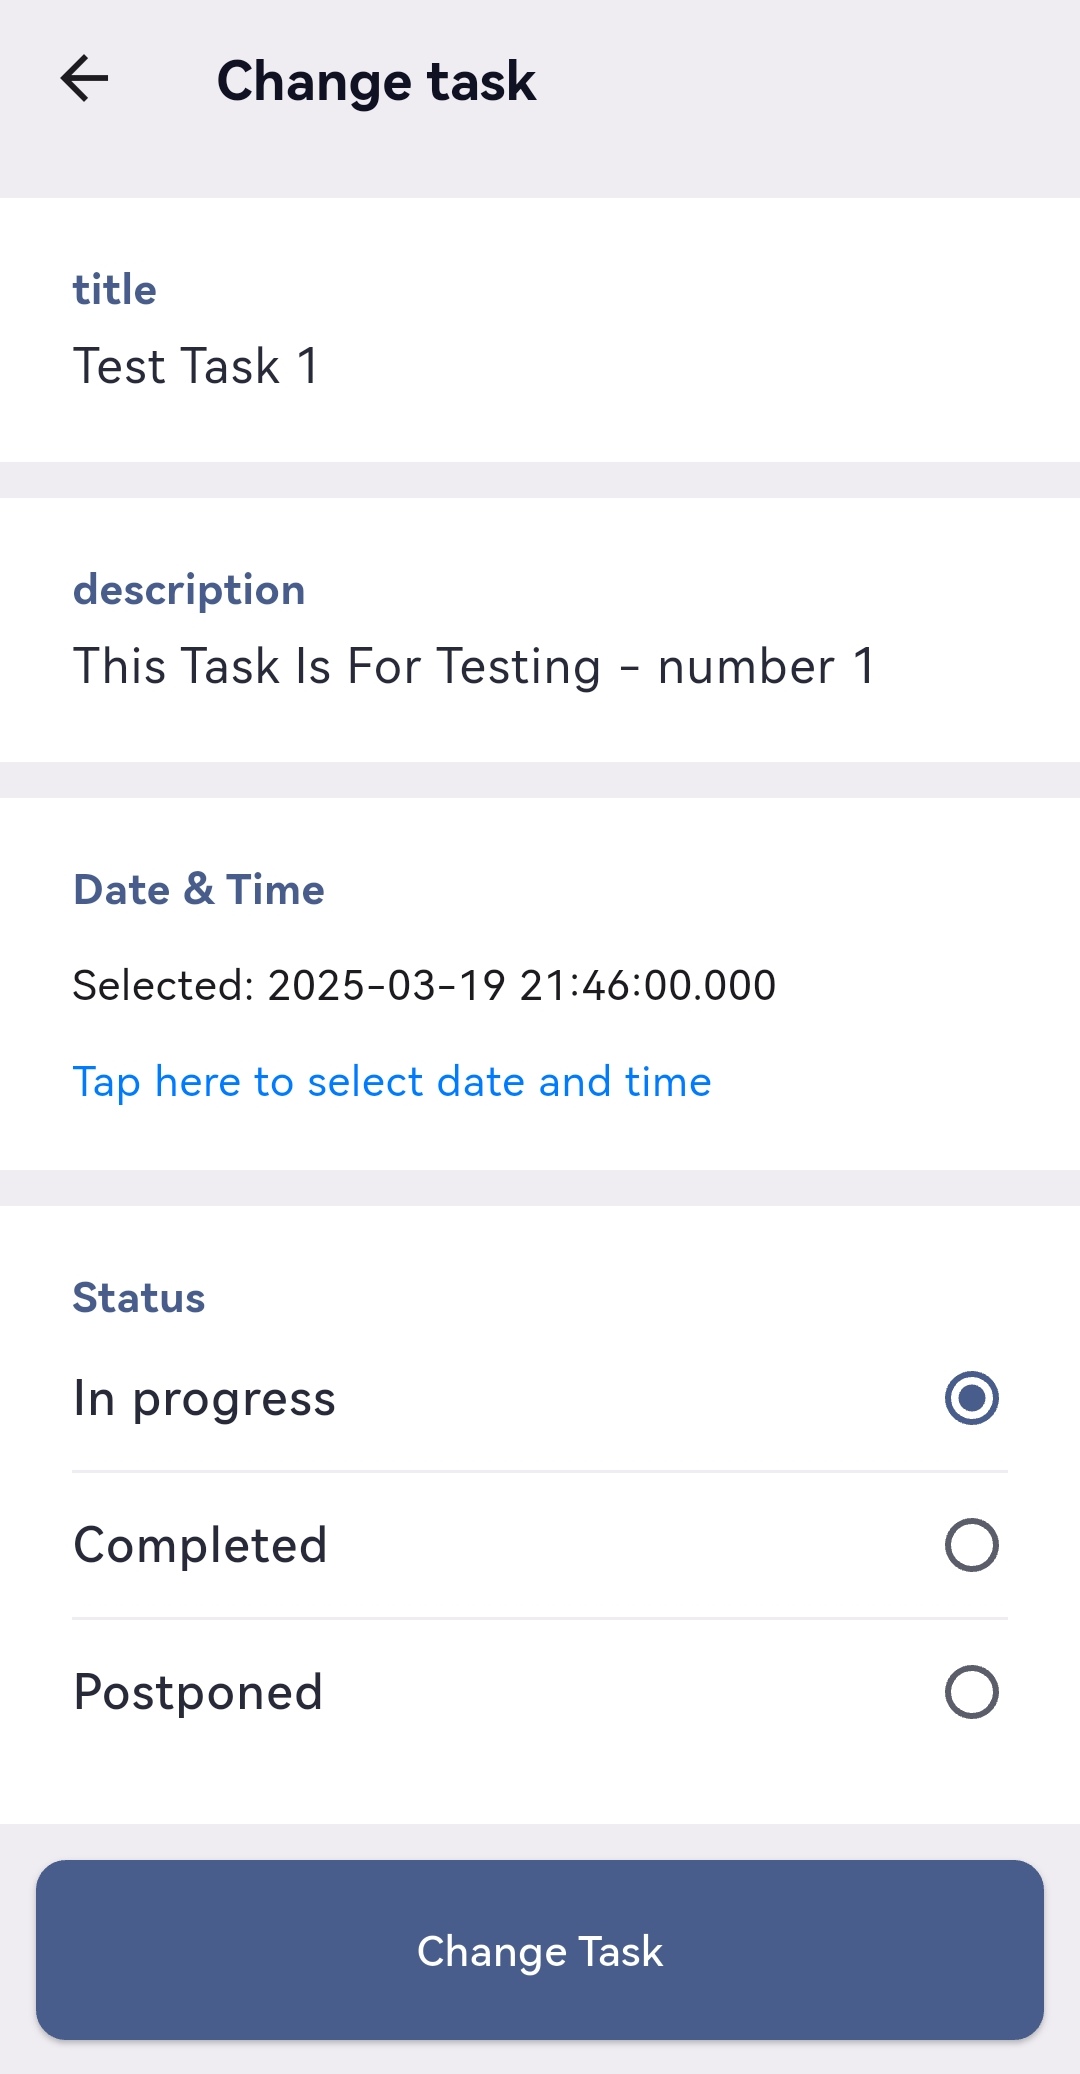 Change task
title
Test Task 1
description
This Task Is For Testing - number 1
Date & Time
Selected: 2025-03-19 21:46:00.000
Tap here to select date and time
Status
In progress
Completed
Postponed
Change Task